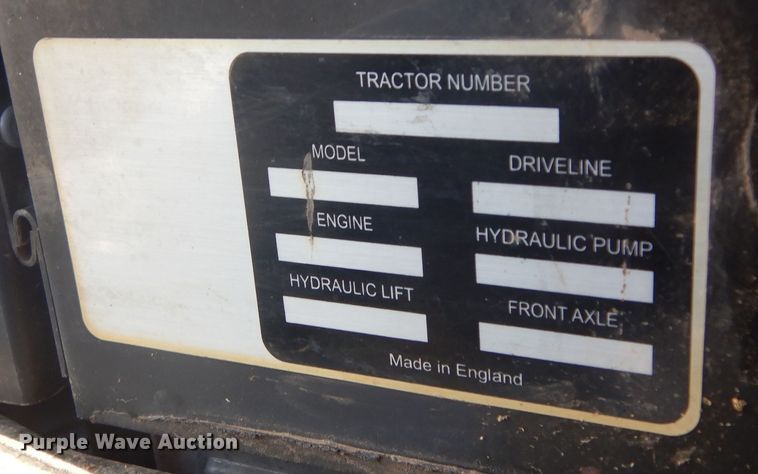 TRACTOR NUMBER
MODEL
DRIVELINE
ENGINE
HYDRAULIC PUMP
HYDRAULIC LIFT
FRONT AXLE
Made in England
Purple Wave Auction